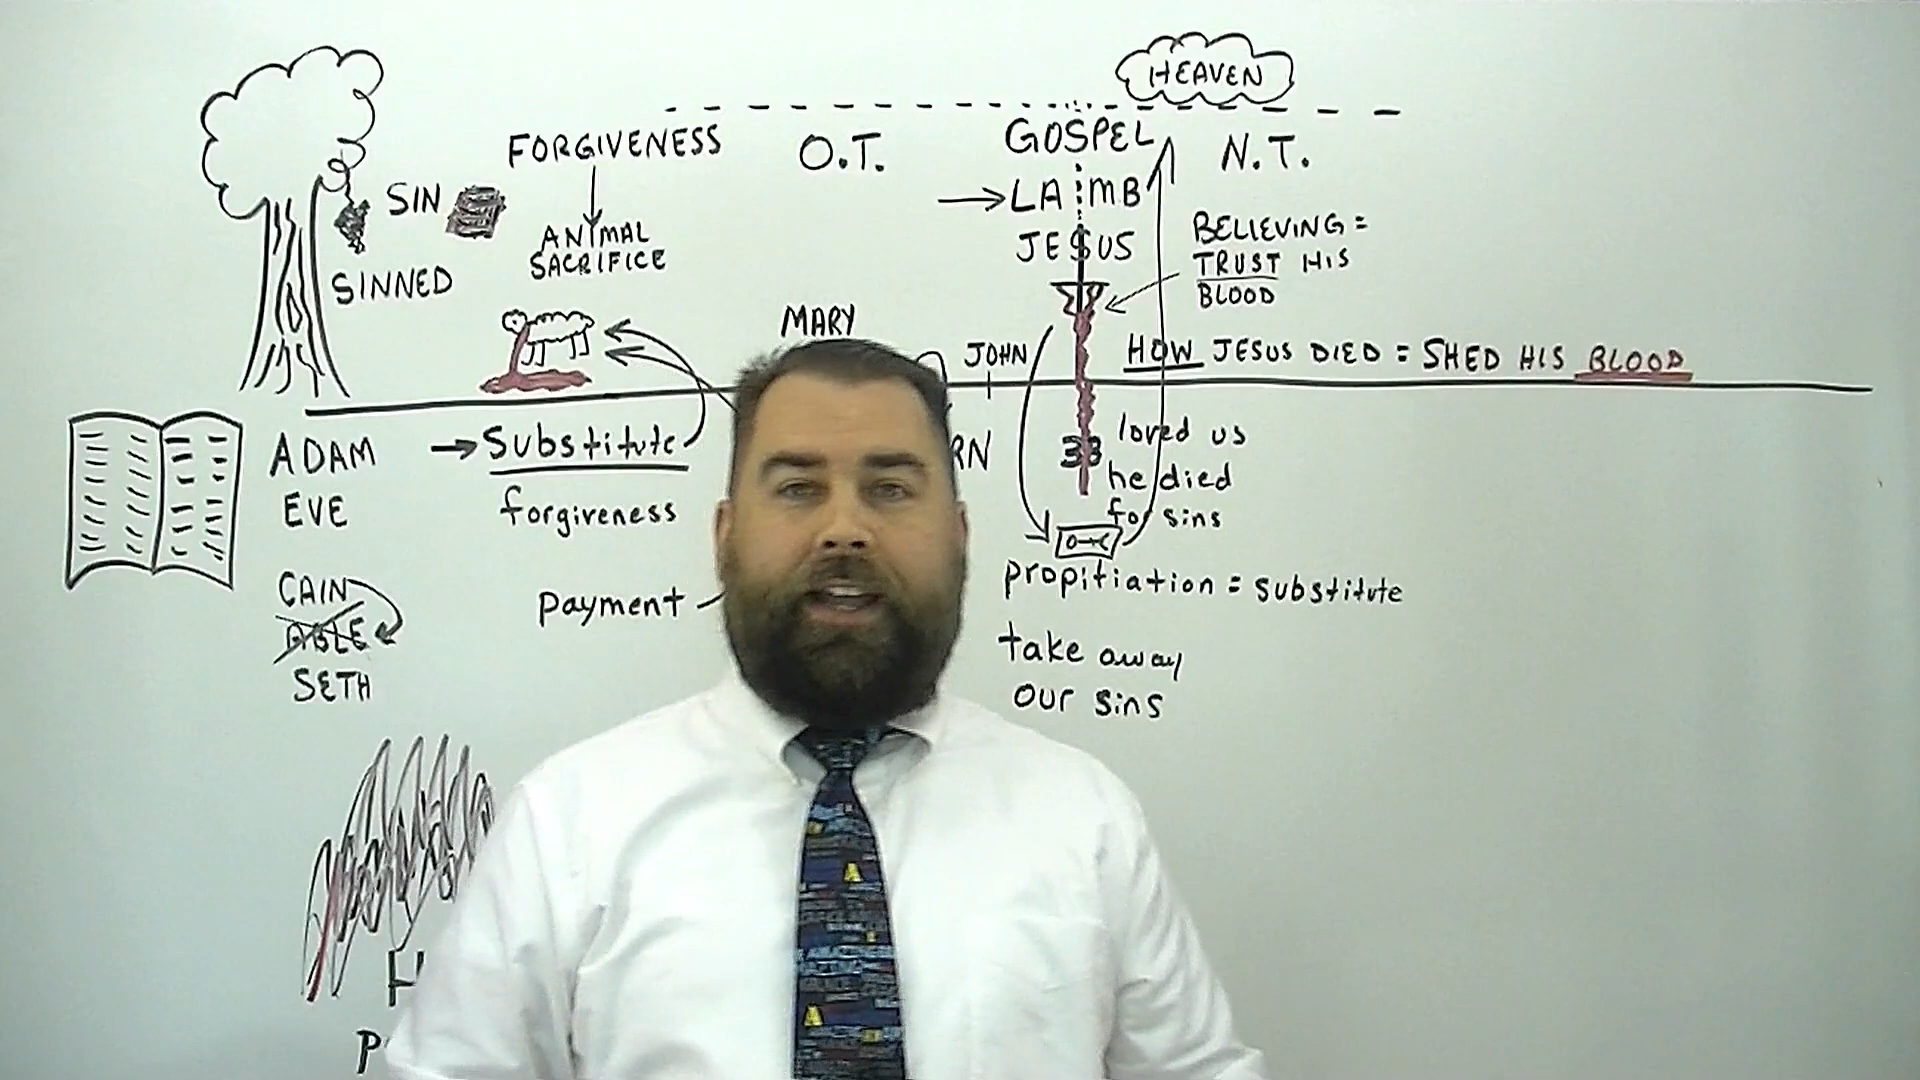 HEAVEN
FORGIVENESS
O.T.
GOSPEL
N.T.
SIN
LAMB
ANIMAL
SACRIFICE
JESUS
BELIEVING =
TRUST HIS
BLOOD
SINNED
MARY
JOHN
HOW JESUS DIED = SHED HIS BLOOD
ADAM
EVE
Substitute
forgiveness
RN
33
loved us
he died
for sins
CAIN
ABLE
SETH
payment
propitiation = substitute
take away
our sins
P